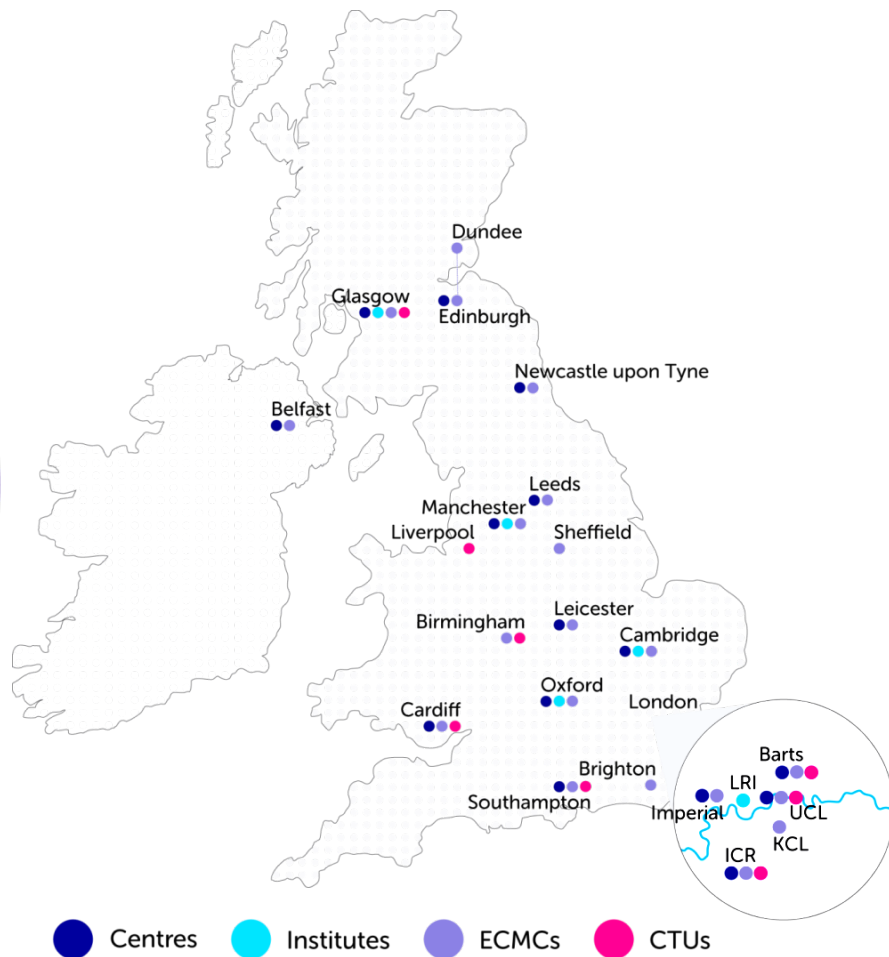 Dundee
Glasgow
Edinburgh
Newcastle upon Tyne
Belfast
Leeds
Manchester
Liverpool
Sheffield
Leicester
Birmingham
Cambridge
Oxford
London
Cardiff
Barts
Brighton
LRI
Southampton
Imperial
UCL
KCL
ICR
Centres
Institutes
ECMCs
CTUs